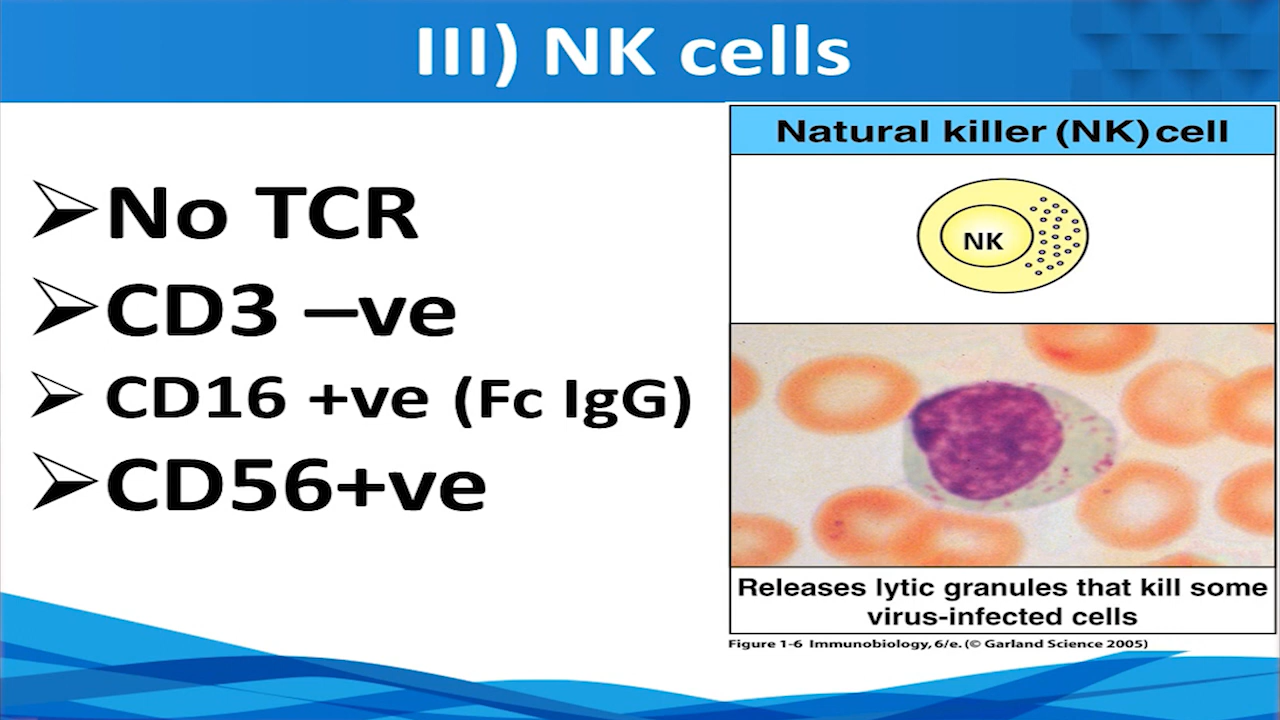 III) NK cells
No TCR
CD3 –ve
CD16 +ve (Fc IgG)
CD56+ve
Natural killer (NK) cell
NK
Releases lytic granules that kill some
virus-infected cells
Figure 1-6 Immunobiology, 6/e. (© Garland Science 2005)